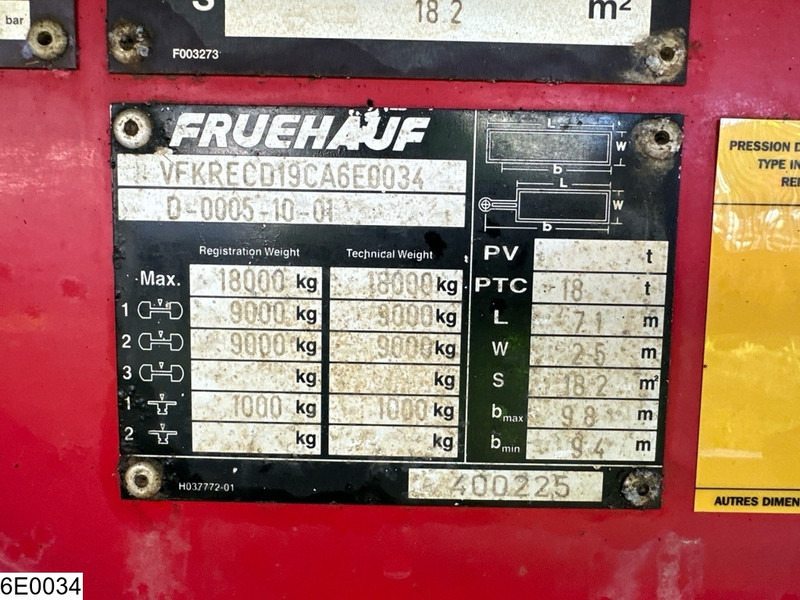 bar
S 18 2 m²
F003273
FRUEHAUF
VFKRECD19CA6E0034
D-0005-10-01
L
W
b
L
W
b
Registration Weight Technical Weight
Max. 18000 kg 18000 kg
1 9000 kg 9000 kg
2 9000 kg 9000 kg
3 kg kg
1 1000 kg 1000 kg
2 kg kg
PV t
PTC 18 t
L 7.1 m
W 2.5 m
S 18.2 m²
b max 9.8 m
b min 9.4 m
H037772-01
A 400225
PRESSION D
TYPE IN
RE
AUTRES DIMEN
6E0034